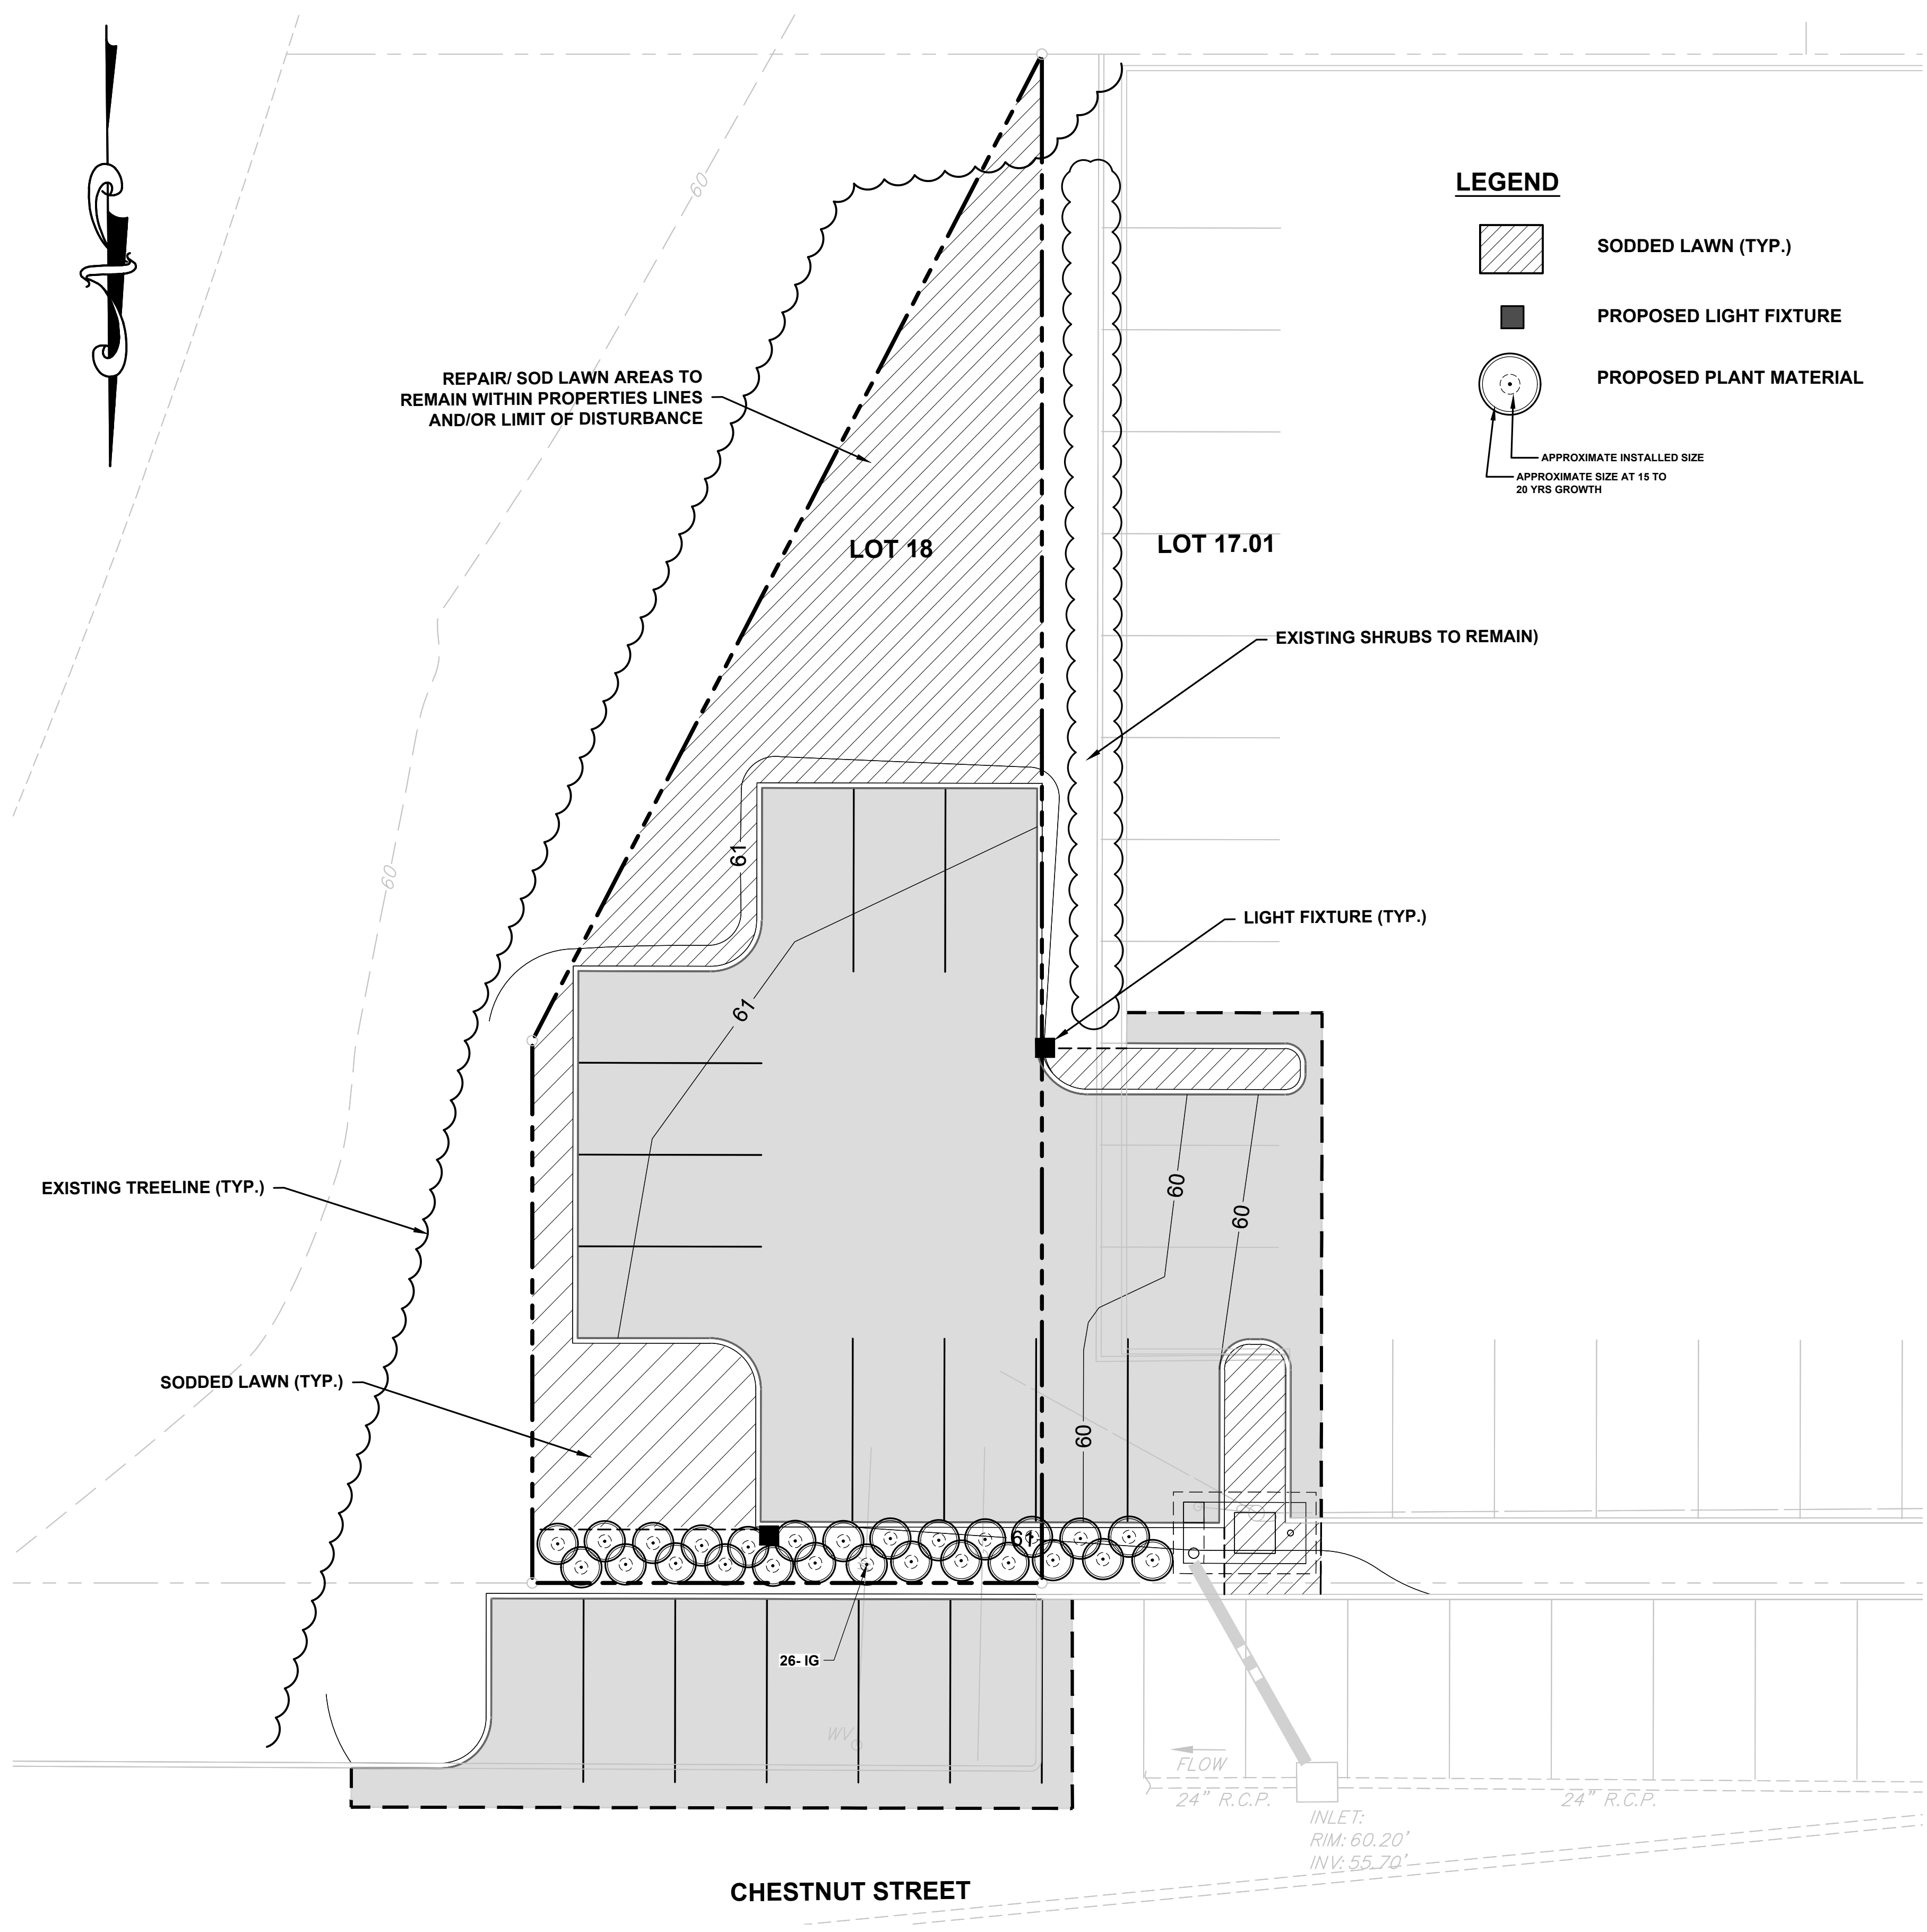 LEGEND
SODDED LAWN (TYP.)
PROPOSED LIGHT FIXTURE
PROPOSED PLANT MATERIAL
APPROXIMATE INSTALLED SIZE
APPROXIMATE SIZE AT 15 TO
20 YRS GROWTH
60
REPAIR/ SOD LAWN AREAS TO
REMAIN WITHIN PROPERTIES LINES
AND/OR LIMIT OF DISTURBANCE
LOT 18
LOT 17.01
EXISTING SHRUBS TO REMAIN)
61
60
LIGHT FIXTURE (TYP.)
61
EXISTING TREELINE (TYP.)
60
60
SODDED LAWN (TYP.)
60
61
26- IG
WV
FLOW
24" R.C.P.
24" R.C.P.
INLET:
RIM: 60.20'
INV: 55.70'
CHESTNUT STREET